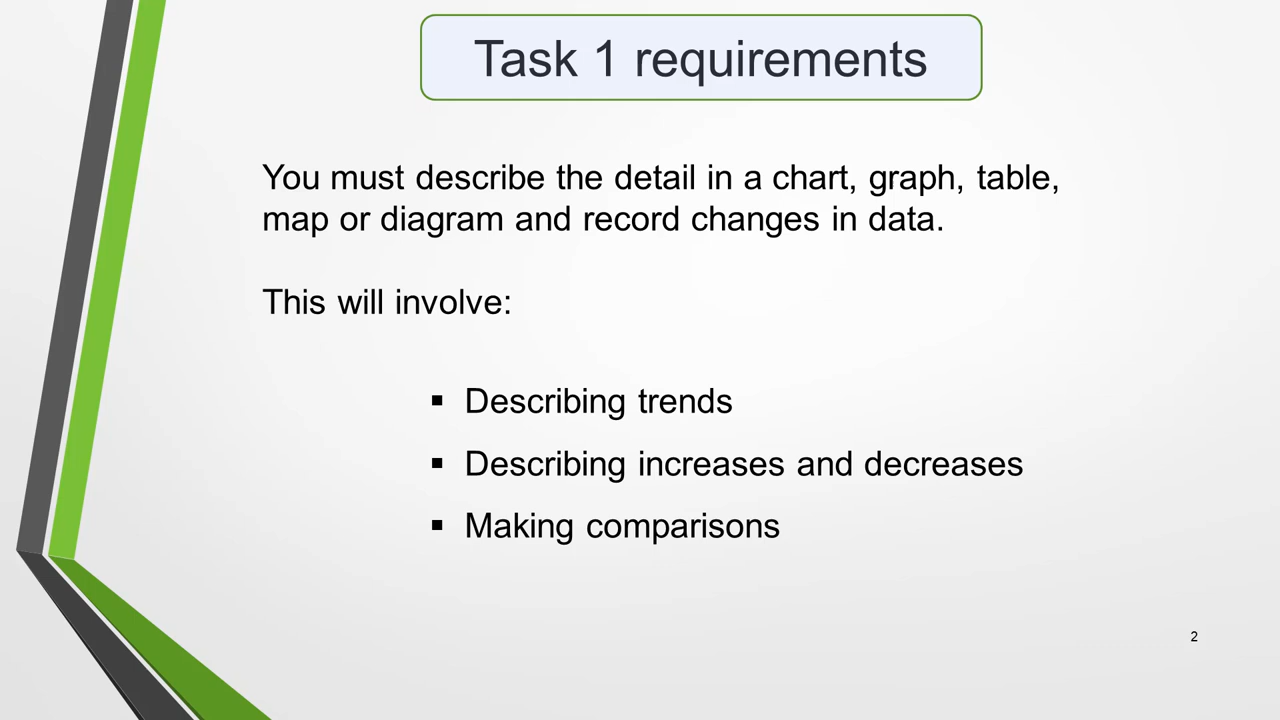 Task 1 requirements
You must describe the detail in a chart, graph, table,
map or diagram and record changes in data.
This will involve:
▪ Describing trends
▪ Describing increases and decreases
▪ Making comparisons
2